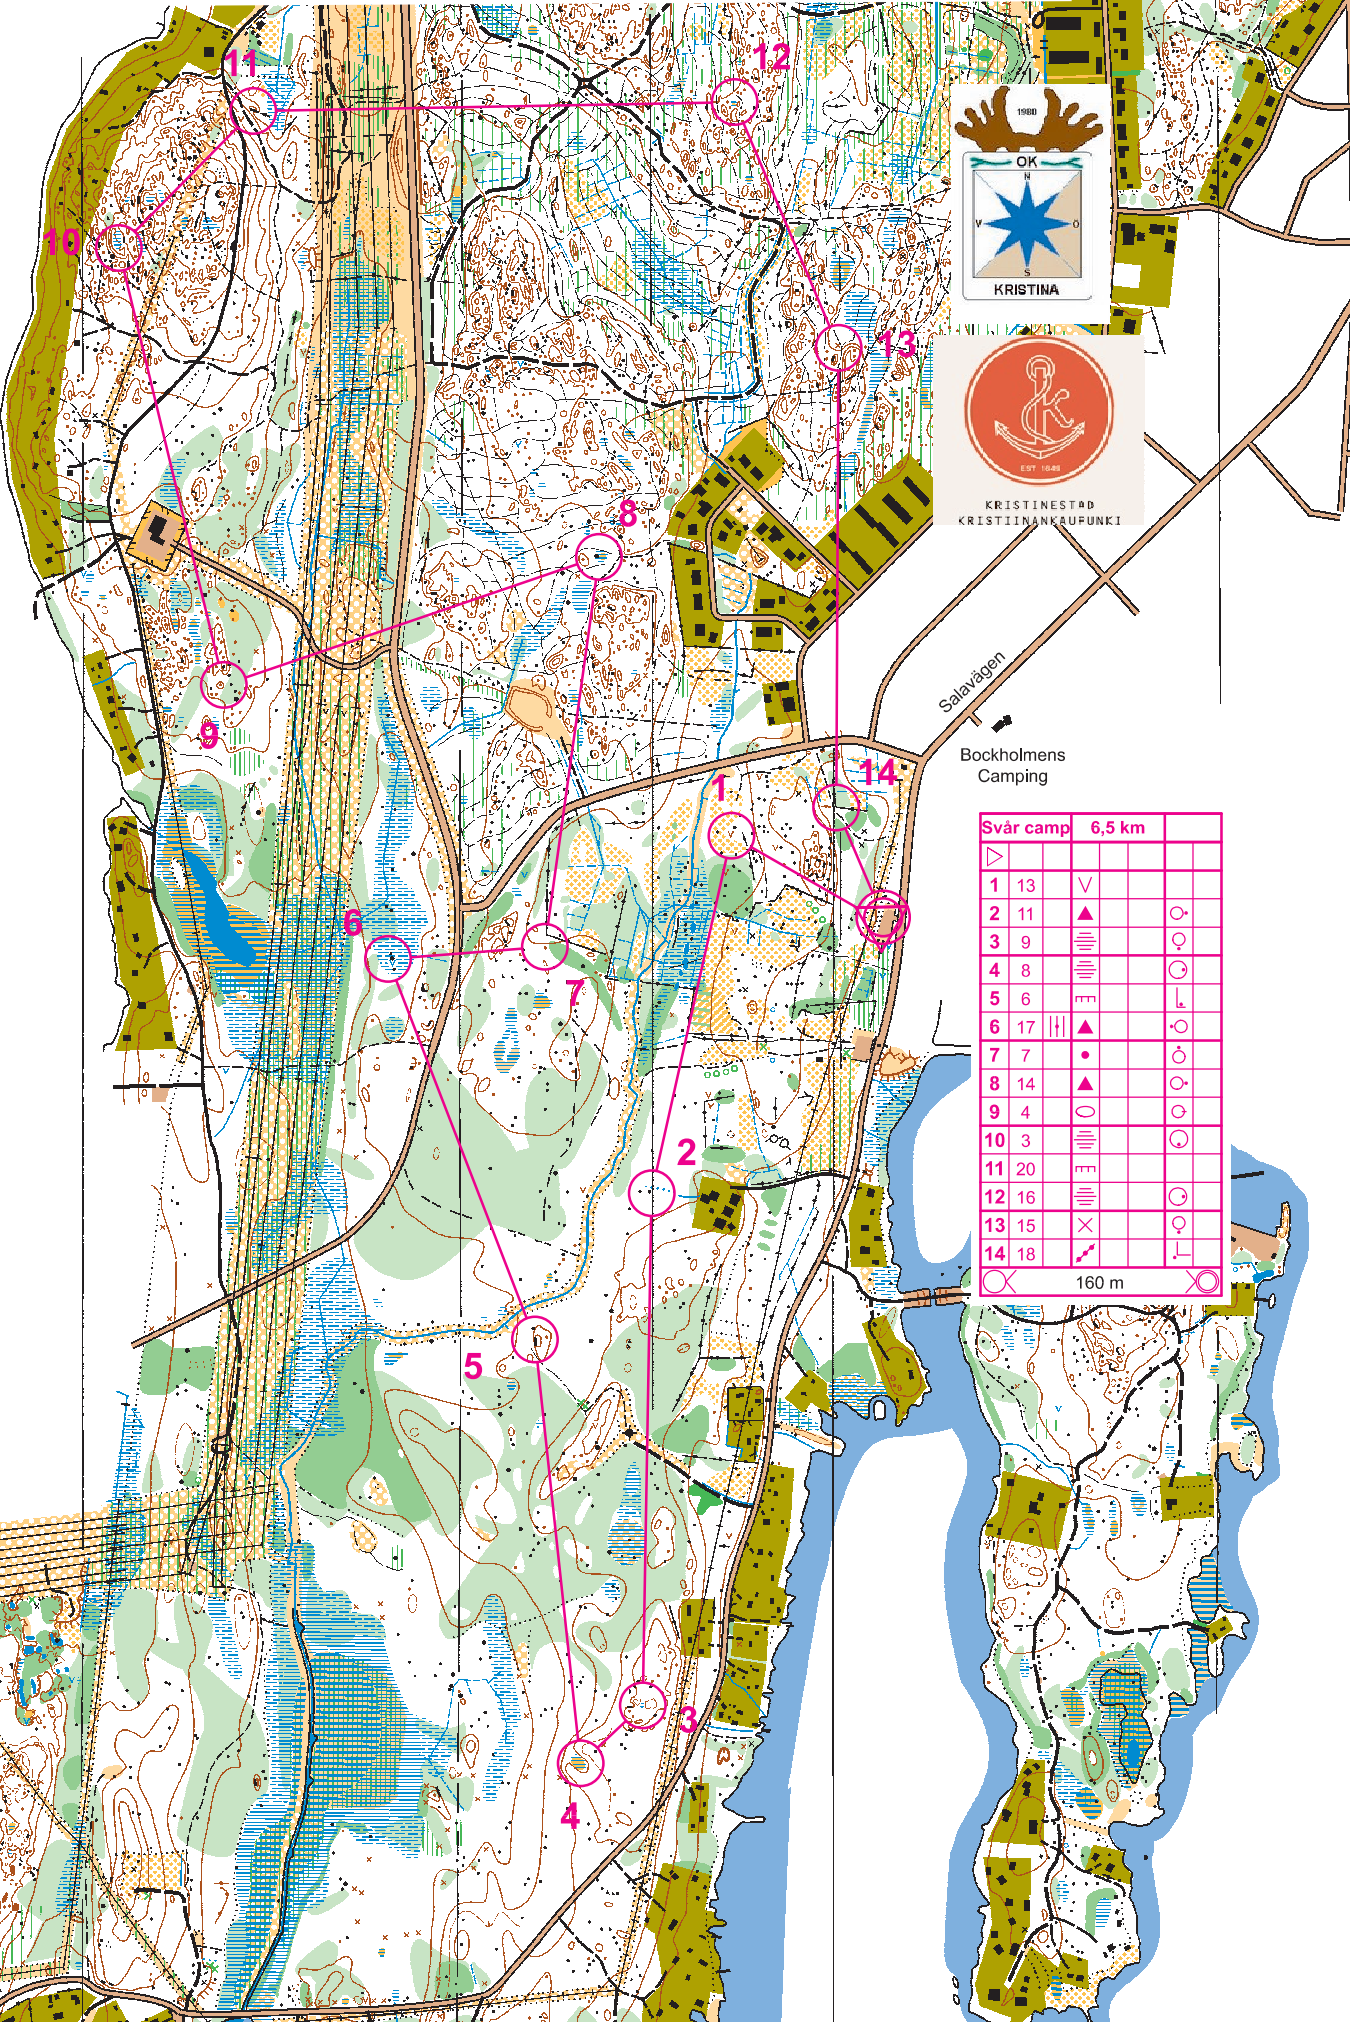 11
12
1980
OK
N
V
Ö
S
KRISTINA
10
13
EST 1649
KRISTINESTAD
KRISTIINANKAUPUNKI
8
Salavägen
9
Bockholmens
Camping
14
1
6
7
2
5
3
4
Svår camp 6,5 km
1 13
2 11
3 9
4 8
5 6
6 17
7 7
8 14
9 4
10 3
11 20
12 16
13 15
14 18
160 m